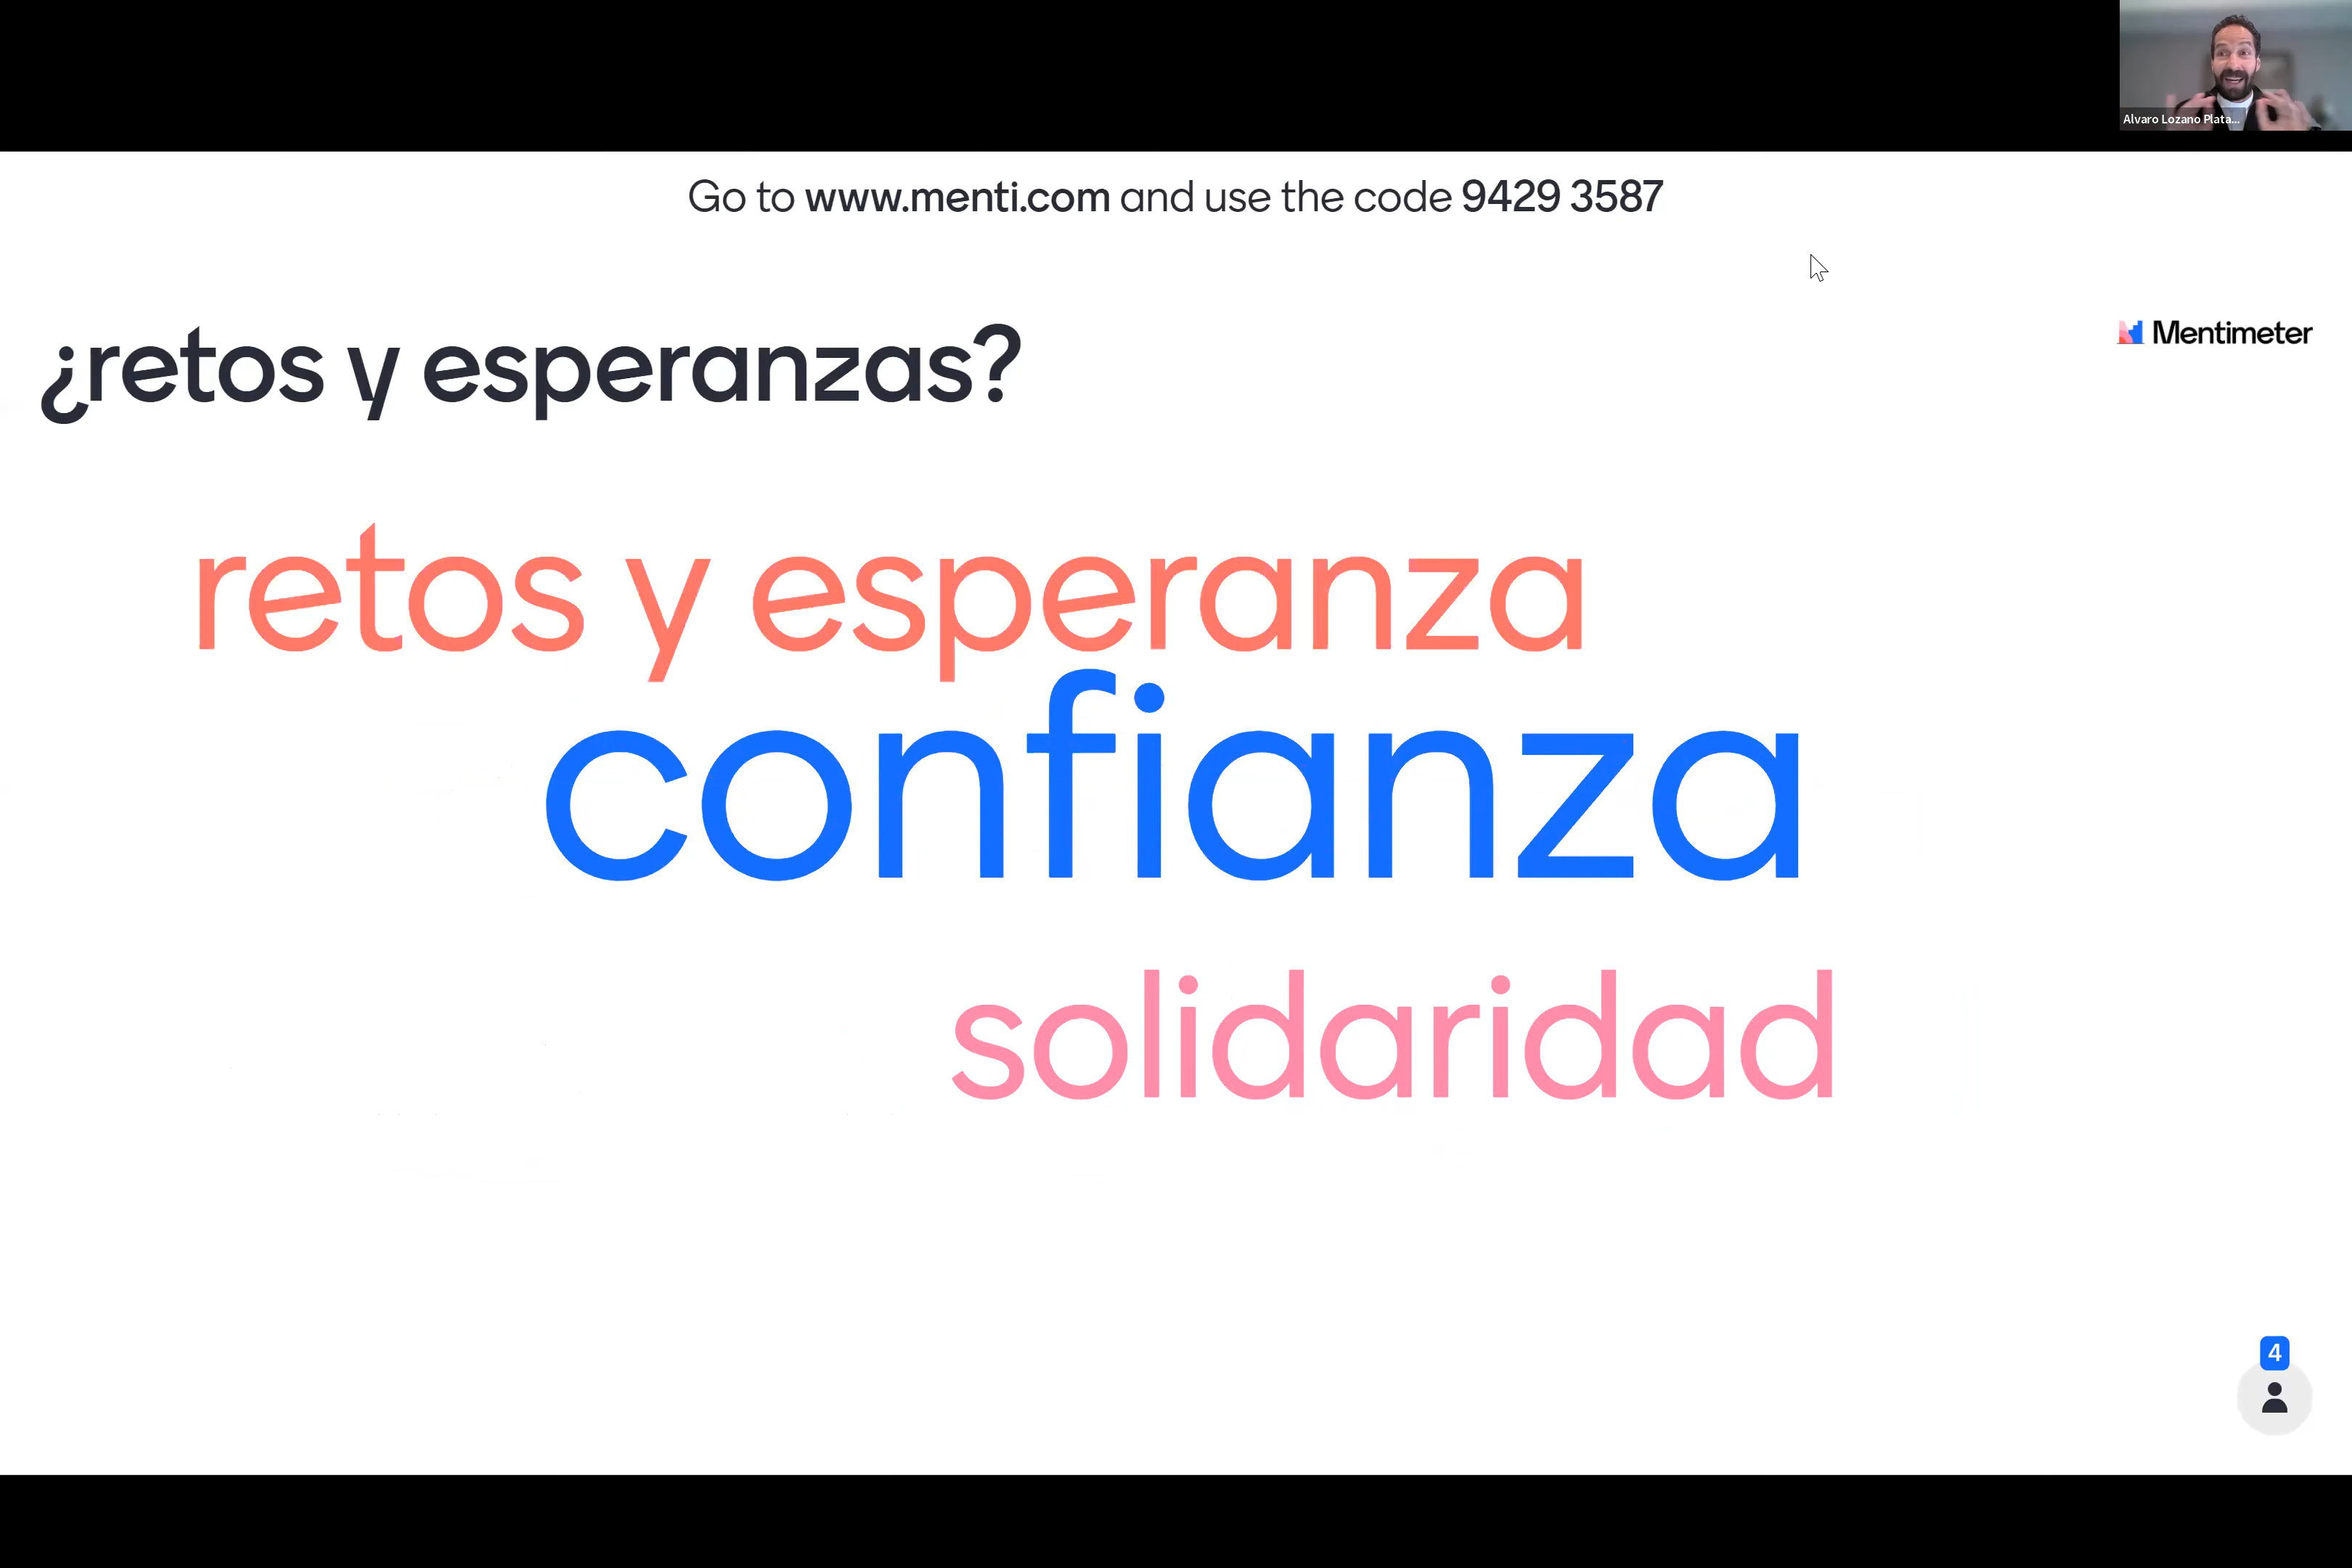 Alvaro Lozano Plata...
Go to www.menti.com and use the code 9429 3587
¿retos y esperanzas?
Mentimeter
retos y esperanza
confianza
solidaridad
4